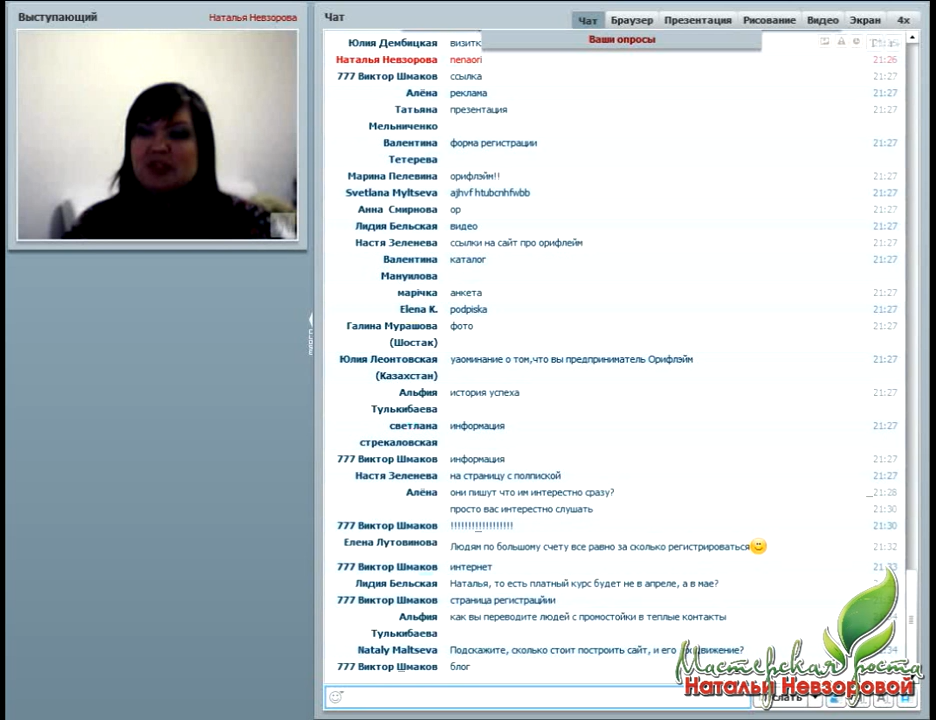 Выступающий Наталья Невзорова
Чат Чат Браузер Презентация Рисование Видео Экран 4x
Ваши опросы
Юлия Дембицкая визитк
Наталья Невзорова nenaori 21:26
777 Виктор Шмаков ссылка 21:27
Алёна реклама 21:27
Татьяна презентация 21:27
Мельниченко
Валентина форма регистрации 21:27
Тетерева
Марина Пелевина орифлэйм!! 21:27
Svetlana Myltseva ajhvf htubcnhfwbb 21:27
Анна Смирнова ор 21:27
Лидия Бельская видео 21:27
Настя Зеленева ссылки на сайт про орифлейм 21:27
Валентина каталог 21:27
Мануилова
марічка анкета 21:27
Elena K. podpiska 21:27
Галина Мурашова фото 21:27
(Шостак)
Юлия Леонтовская уаоминание о том,что вы предприниматель Орифлэйм 21:27
(Казахстан)
Альфия история успеха 21:27
Тулькибаева
светлана информация 21:27
стрекаловская
777 Виктор Шмаков информация 21:27
Настя Зеленева на страницу с полпиской 21:27
Алёна они пишут что им интерестно сразу? 21:28
просто вас интерестно слушать 21:30
777 Виктор Шмаков !!!!!!!!!!!!!!!!!! 21:30
Елена Лутовинова Людям по большому счету все равно за сколько регистрироваться 21:32
777 Виктор Шмаков интернет 21:33
Лидия Бельская Наталья, то есть платный курс будет не в апреле, а в мае?
777 Виктор Шмаков страница регистрацйии
Альфия как вы переводите людей с промостойки в теплые контакты
Тулькибаева
Nataly Maltseva Подскажите, сколько стоит построить сайт, и его
777 Виктор Шмаков блог
Мастерская роста
Натальи Невзоровой